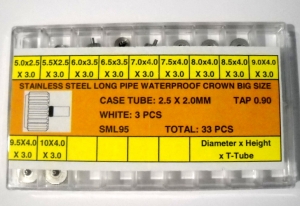 5.0x2.5 5.5X2.5 6.0x3.5 6.5x3.5 7.0x4.0 7.5x4.0 8.0x4.0 8.5x4.0 9.0X4.0
X 3.0 X 3.0 X 3.0 X 3.0 X 3.0 X 3.0 X 3.0 X 3.0 X 3.0
STAINLESS STEEL LONG PIPE WATERPROOF CROWN BIG SIZE
CASE TUBE: 2.5 X 2.0MM TAP 0.90
WHITE: 3 PCS
SML95 TOTAL: 33 PCS
9.5X4.0 10X4.0 Diameter x Height
X 3.0 X 3.0 x T-Tube